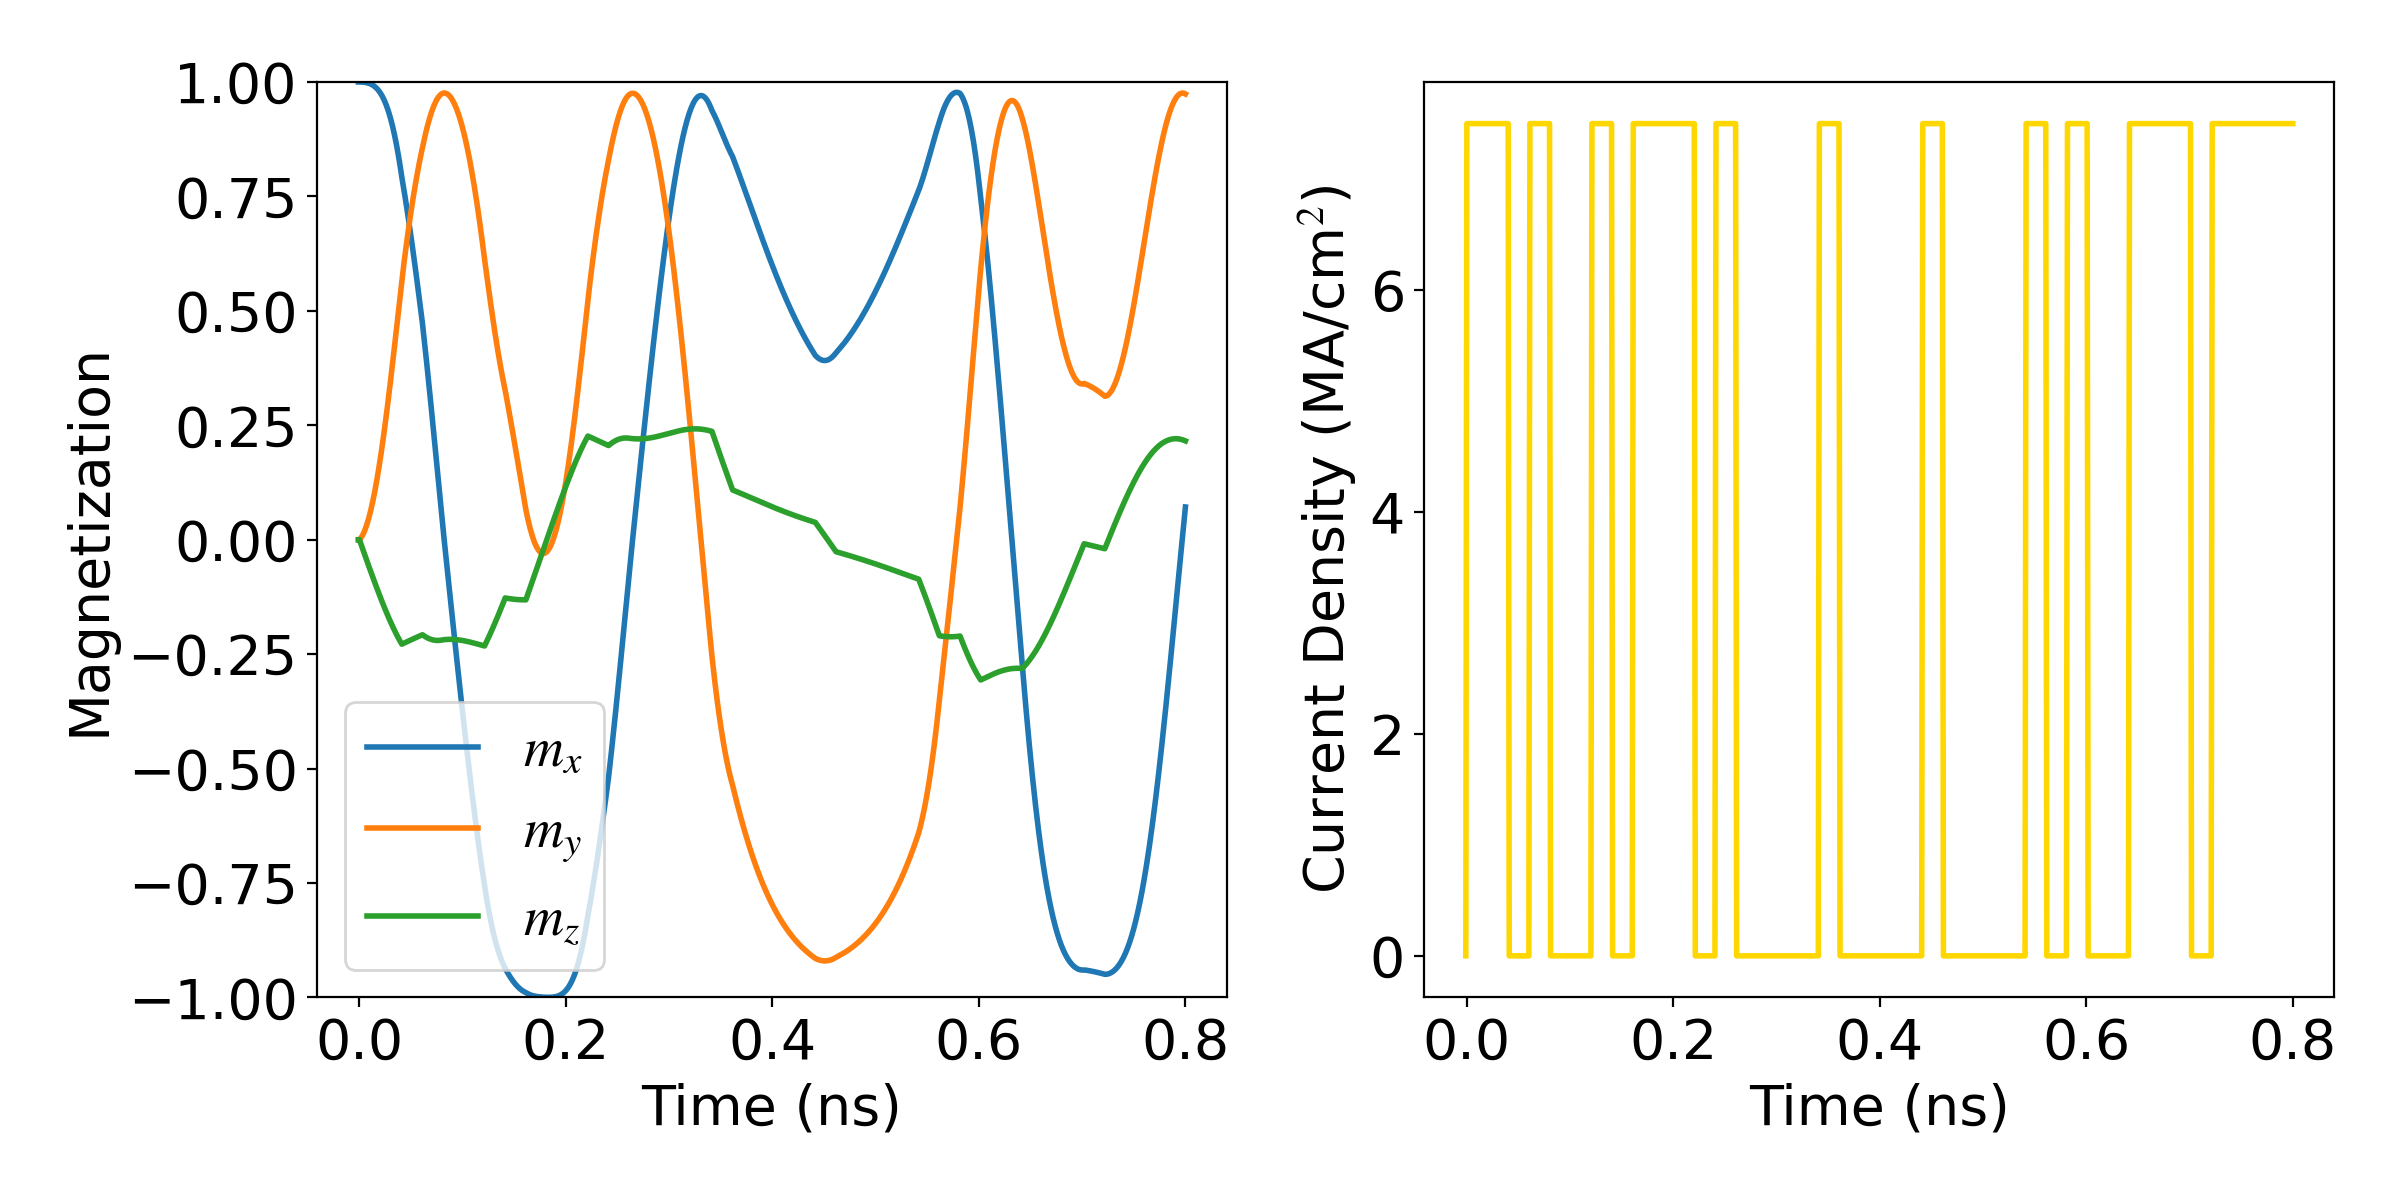 Magnetization
1.00
0.75
0.50
0.25
0.00
−0.25
−0.50
−0.75
−1.00
m_x
m_y
m_z
0.0 0.2 0.4 0.6 0.8
Time (ns)
Current Density (MA/cm²)
6
4
2
0
0.0 0.2 0.4 0.6 0.8
Time (ns)